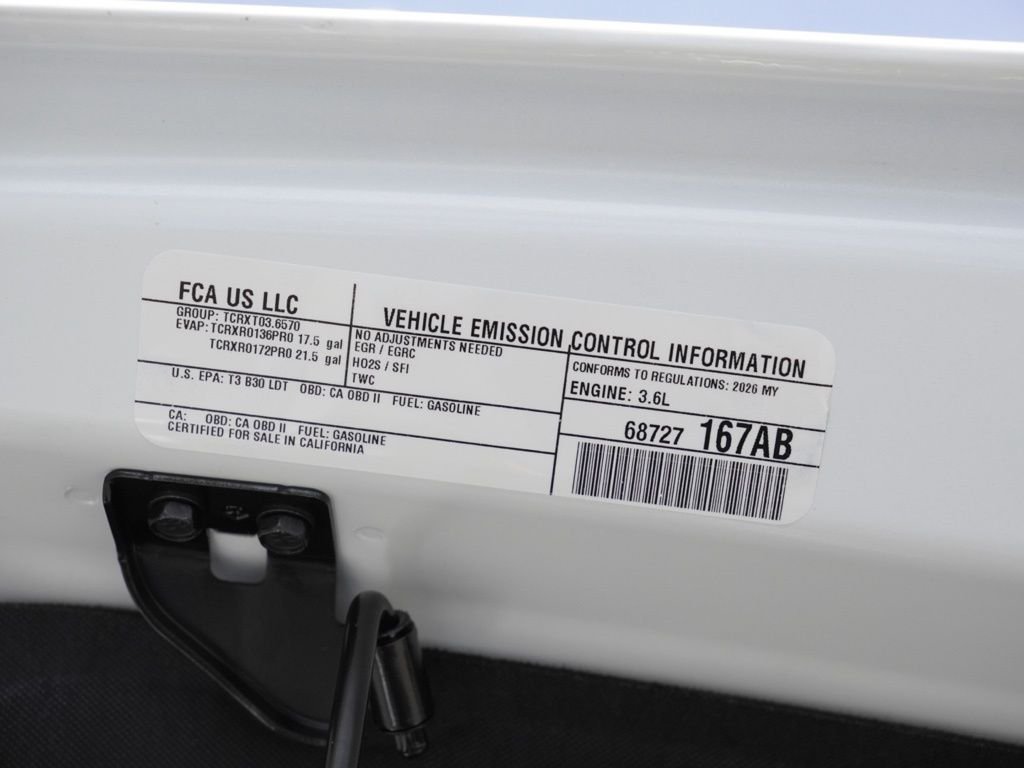 FCA US LLC
GROUP: TCRXT03.6570
EVAP: TCRXR0136PR0 17.5 gal
TCRXR0172PR0 21.5 gal
VEHICLE EMISSION CONTROL INFORMATION
NO ADJUSTMENTS NEEDED
EGR / EGRC
HO2S / SFI
TWC
CONFORMS TO REGULATIONS: 2026 MY
ENGINE: 3.6L
U.S. EPA: T3 B30 LDT OBD: CA OBD II FUEL: GASOLINE
CA: OBD: CA OBD II FUEL: GASOLINE
CERTIFIED FOR SALE IN CALIFORNIA
68727 167AB